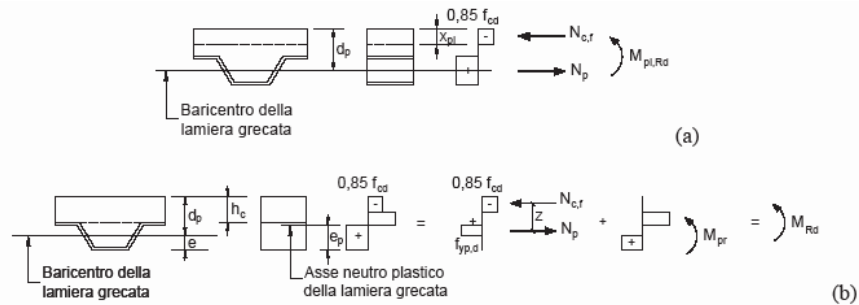 0,85 f_cd
x_pl
d_p
N_c,f
M_pl,Rd
N_p
Baricentro della
lamiera grecata
(a)
0,85 f_cd
0,85 f_cd
d_p
h_c
e
e_p
-
+
=
+
-
f_yp,d
N_c,f
z
N_p
+
+
M_pr
=
M_Rd
Baricentro della
lamiera grecata
Asse neutro plastico
della lamiera grecata
(b)